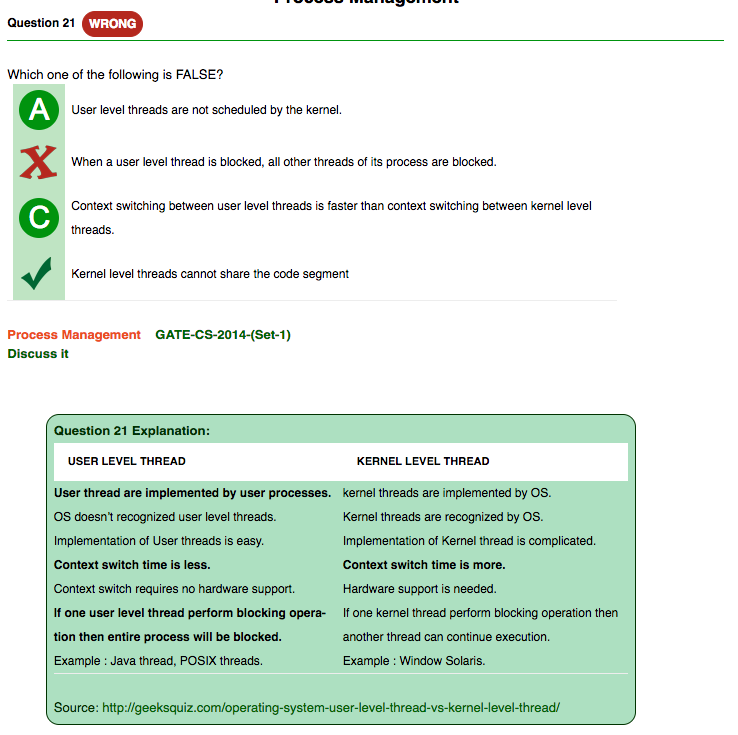 Process Management
Question 21 WRONG
Which one of the following is FALSE?
A User level threads are not scheduled by the kernel.
X When a user level thread is blocked, all other threads of its process are blocked.
C Context switching between user level threads is faster than context switching between kernel level
threads.
Kernel level threads cannot share the code segment
Process Management GATE-CS-2014-(Set-1)
Discuss it
Question 21 Explanation:
USER LEVEL THREAD KERNEL LEVEL THREAD
User thread are implemented by user processes. kernel threads are implemented by OS.
OS doesn't recognized user level threads. Kernel threads are recognized by OS.
Implementation of User threads is easy. Implementation of Kernel thread is complicated.
Context switch time is less. Context switch time is more.
Context switch requires no hardware support. Hardware support is needed.
If one user level thread perform blocking opera- If one kernel thread perform blocking operation then
tion then entire process will be blocked. another thread can continue execution.
Example : Java thread, POSIX threads. Example : Window Solaris.
Source: http://geeksquiz.com/operating-system-user-level-thread-vs-kernel-level-thread/